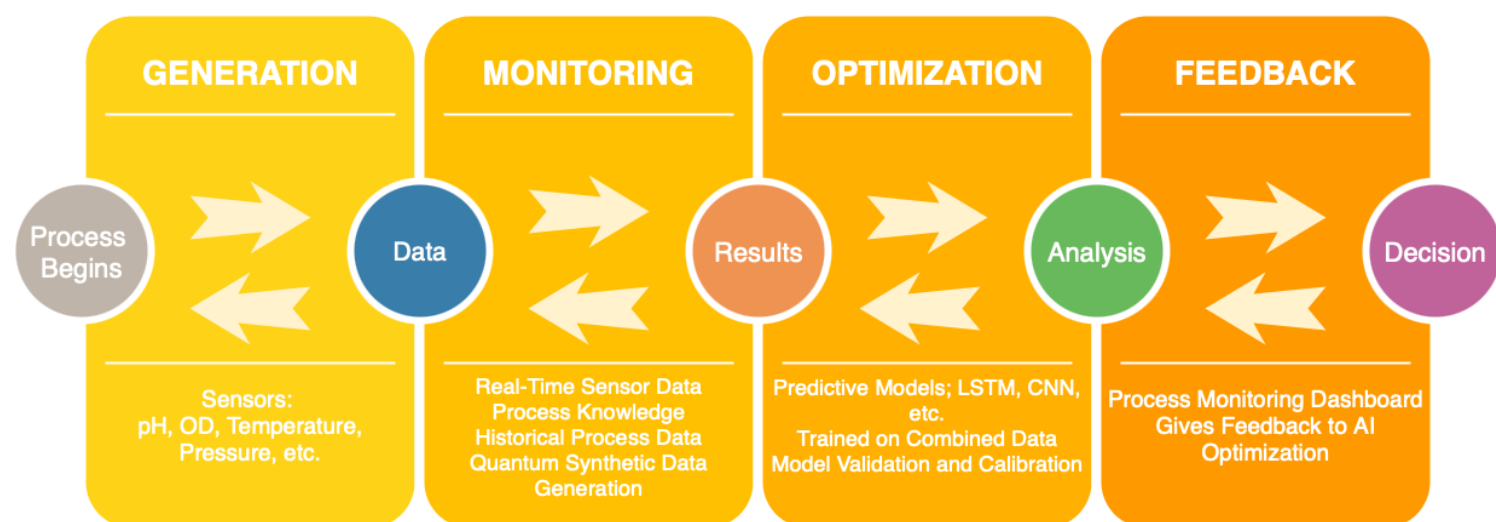 GENERATION
MONITORING
OPTIMIZATION
FEEDBACK
Process
Begins
Data
Results
Analysis
Decision
Sensors:
pH, OD, Temperature,
Pressure, etc.
Real-Time Sensor Data
Process Knowledge
Historical Process Data
Quantum Synthetic Data
Generation
Predictive Models; LSTM, CNN,
etc.
Trained on Combined Data
Model Validation and Calibration
Process Monitoring Dashboard
Gives Feedback to AI
Optimization